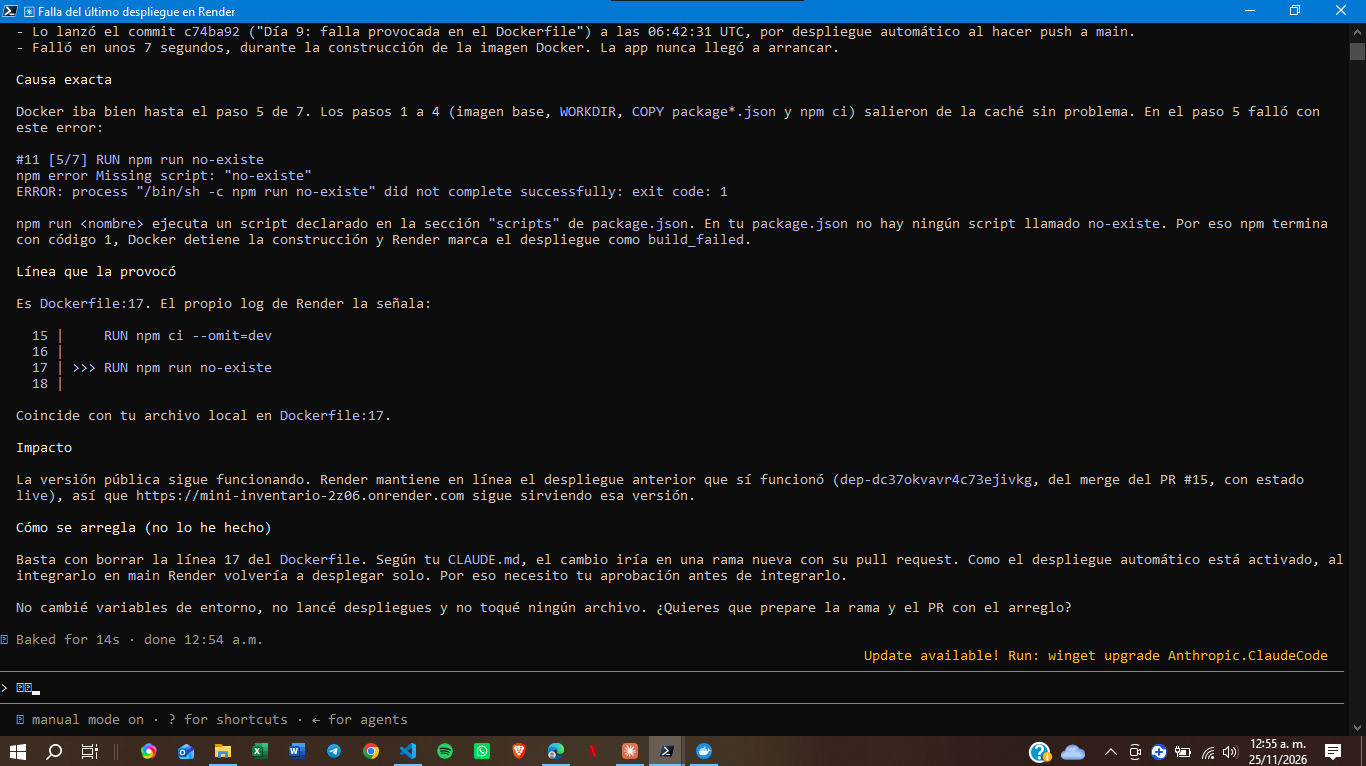 Falla del último despliegue en Render
- Lo lanzó el commit c74ba92 ("Día 9: falla provocada en el Dockerfile") a las 06:42:31 UTC, por despliegue automático al hacer push a main.
- Falló en unos 7 segundos, durante la construcción de la imagen Docker. La app nunca llegó a arrancar.
Causa exacta
Docker iba bien hasta el paso 5 de 7. Los pasos 1 a 4 (imagen base, WORKDIR, COPY package*.json y npm ci) salieron de la caché sin problema. En el paso 5 falló con
este error:
#11 [5/7] RUN npm run no-existe
npm error Missing script: "no-existe"
ERROR: process "/bin/sh -c npm run no-existe" did not complete successfully: exit code: 1
npm run <nombre> ejecuta un script declarado en la sección "scripts" de package.json. En tu package.json no hay ningún script llamado no-existe. Por eso npm termina
con código 1, Docker detiene la construcción y Render marca el despliegue como build_failed.
Línea que la provocó
Es Dockerfile:17. El propio log de Render la señala:
15 |     RUN npm ci --omit=dev
16 |
17 | >>> RUN npm run no-existe
18 |
Coincide con tu archivo local en Dockerfile:17.
Impacto
La versión pública sigue funcionando. Render mantiene en línea el despliegue anterior que sí funcionó (dep-dc37okvavr4c73ejivkg, del merge del PR #15, con estado
live), así que https://mini-inventario-2z06.onrender.com sigue sirviendo esa versión.
Cómo se arregla (no lo he hecho)
Basta con borrar la línea 17 del Dockerfile. Según tu CLAUDE.md, el cambio iría en una rama nueva con su pull request. Como el despliegue automático está activado, al
integrarlo en main Render volvería a desplegar solo. Por eso necesito tu aprobación antes de integrarlo.
No cambié variables de entorno, no lancé despliegues y no toqué ningún archivo. ¿Quieres que prepare la rama y el PR con el arreglo?
Baked for 14s · done 12:54 a.m.
Update available! Run: winget upgrade Anthropic.ClaudeCode
>
manual mode on · ? for shortcuts · ← for agents
12:55 a. m.
25/11/2026